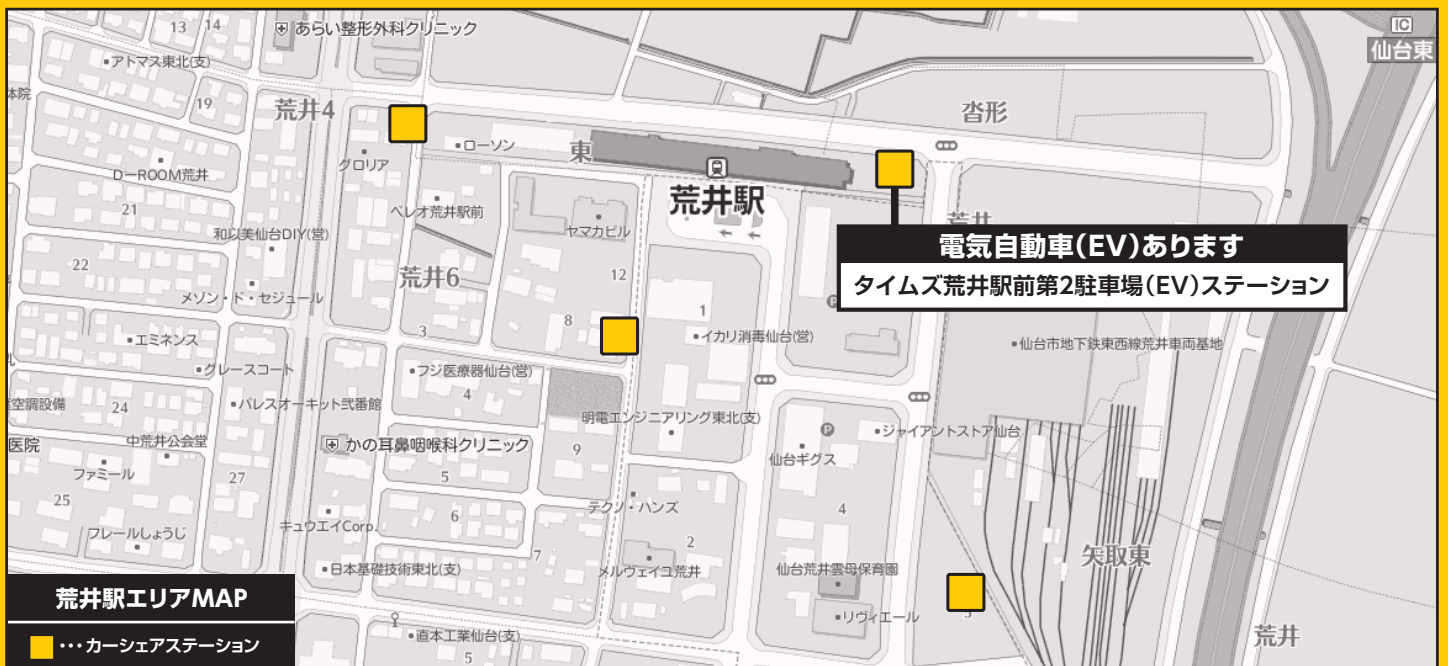 13
14
あらい整形外科クリニック
IC
仙台東
アトマス東北(支)
体院
19
荒井4
沓形
ローソン
東
グロリア
D-ROOM荒井
荒井駅
21
ベレオ荒井駅前
ヤマカビル
荒井
和以美仙台DIY(営)
電気自動車(EV)あります
タイムズ荒井駅前第2駐車場(EV)ステーション
22
荒井6
12
メゾン・ド・セジュール
8
1
P
3
エミネンス
イカリ消毒仙台(営)
仙台市地下鉄東西線荒井車両基地
グレースコート
フジ医療器仙台(営)
4
空調設備
24
パレスオーキット弐番館
明電エンジニアリング東北(支)
医院
中荒井公会堂
かの耳鼻咽喉科クリニック
9
P
ジャイアントストア仙台
仙台ギグス
ファミール
27
5
25
テクノ・ハンズ
4
6
フレールしょうじ
キュウエイCorp.
7
2
矢取東
日本基礎技術東北(支)
メルヴェイユ荒井
仙台荒井雲母保育園
荒井駅エリアMAP
リヴィエール
直本工業仙台(支)
荒井
5
･･･カーシェアステーション